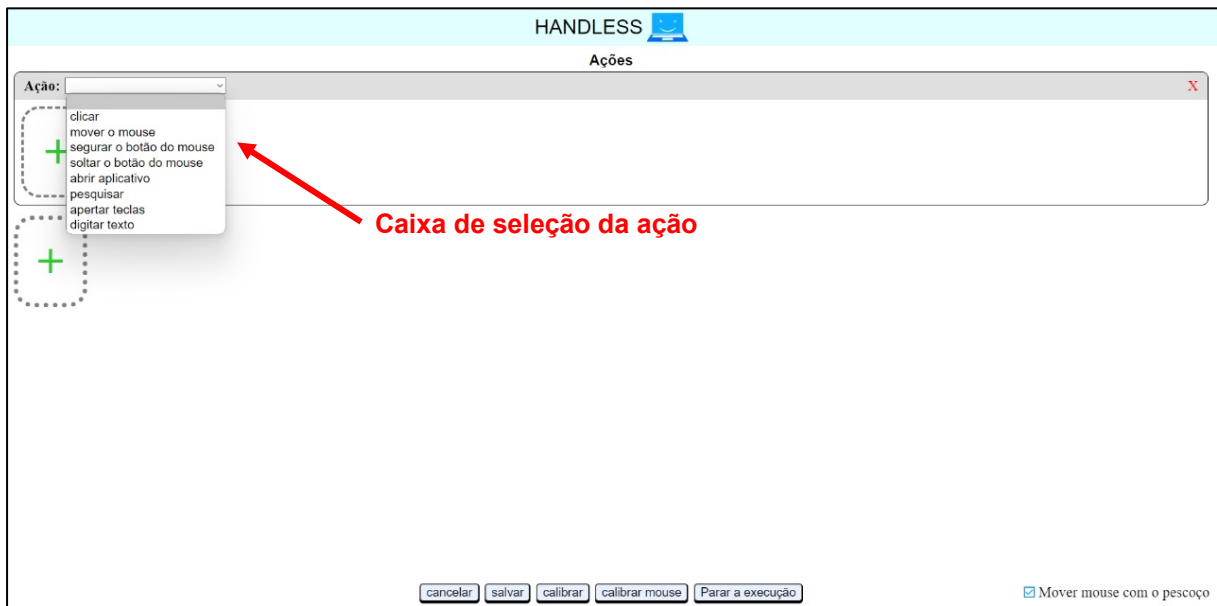 HANDLESS
Ações
Ação:
X
clicar
mover o mouse
segurar o botão do mouse
soltar o botão do mouse
abrir aplicativo
pesquisar
apertar teclas
digitar texto
Caixa de seleção da ação
cancelar salvar calibrar calibrar mouse Parar a execução
Mover mouse com o pescoço